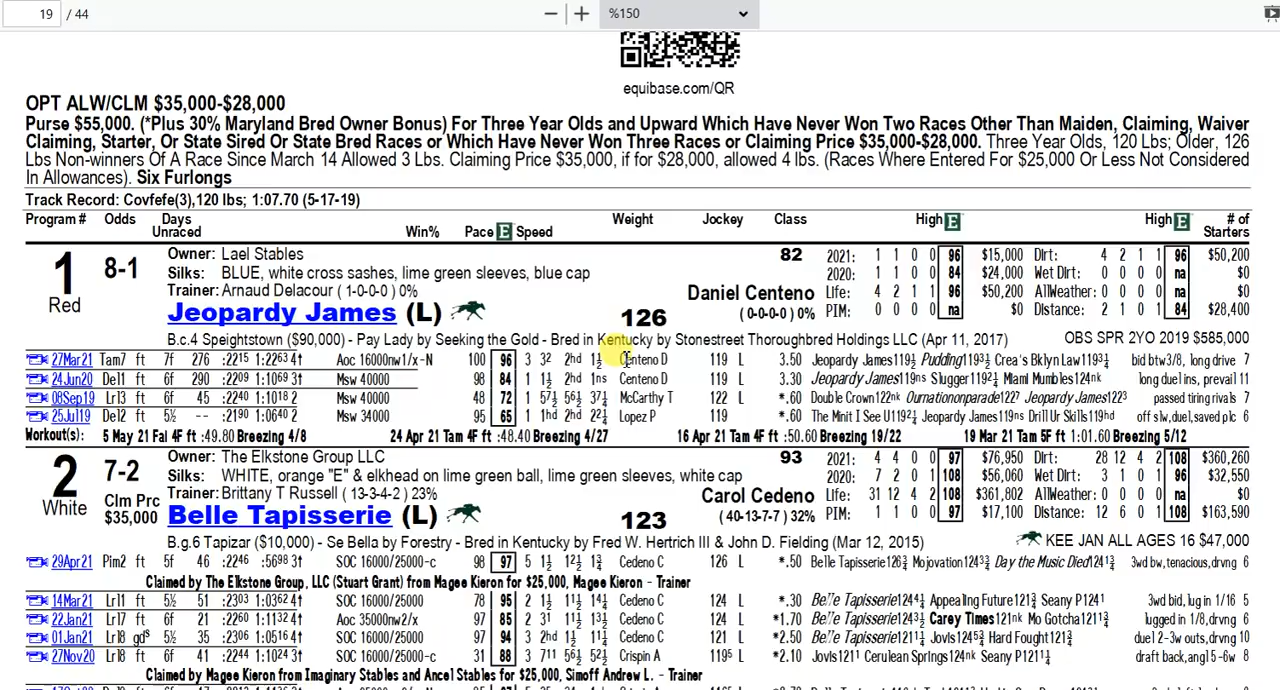 19 / 44
%150
equibase.com/QR
OPT ALW/CLM $35,000-$28,000
Purse $55,000. (*Plus 30% Maryland Bred Owner Bonus) For Three Year Olds and Upward Which Have Never Won Two Races Other Than Maiden, Claiming, Waiver
Claiming, Starter, Or State Sired Or State Bred Races or Which Have Never Won Three Races or Claiming Price $35,000-$28,000. Three Year Olds, 120 Lbs; Older, 126
Lbs Non-winners Of A Race Since March 14 Allowed 3 Lbs. Claiming Price $35,000, if for $28,000, allowed 4 lbs. (Races Where Entered For $25,000 Or Less Not Considered
In Allowances). Six Furlongs
Track Record: Covfefe(3),120 lbs; 1:07.70 (5-17-19)
Program # Odds Days Unraced Win% Pace E Speed Weight Jockey Class High E High E # of Starters
1 Red 8-1
Owner: Lael Stables
Silks: BLUE, white cross sashes, lime green sleeves, blue cap
Trainer: Arnaud Delacour ( 1-0-0-0 ) 0%
Jeopardy James (L) 126
Daniel Centeno
( 0-0-0-0 ) 0%
82
2021: 1 1 0 0 96 $15,000 Dirt: 4 2 1 1 96 $50,200
2020: 1 1 0 0 84 $24,000 Wet Dirt: 0 0 0 0 na $0
Life: 4 2 1 1 96 $50,200 AllWeather: 0 0 0 0 na $0
PIM: 0 0 0 0 na $0 Distance: 2 1 0 1 84 $28,400
B.c.4 Speightstown ($90,000) - Pay Lady by Seeking the Gold - Bred in Kentucky by Stonestreet Thoroughbred Holdings LLC (Apr 11, 2017) OBS SPR 2YO 2019 $585,000
27Mar21 Tam7 ft 7f 276 :2215 1:2263 4↑ Aoc 16000nw1/x-N 100 96 3 3² 2hd 1½ Centeno D 119 L 3.50 Jeopardy James119½ Pudding1193½ Crea's BklynLaw1193¼ bid btw3/8, long drive 7
24Jun20 Del1 ft 6f 290 :2209 1:1069 3↑ Msw 40000 98 84 1 1½ 2hd 1ns Centeno D 119 L 3.30 Jeopardy James119ns Slugger1192¼ Miami Mumbles124nk long duel ins, prevail 11
08Sep19 Lrl3 ft 6f 45 :2240 1:1018 2 Msw 40000 48 72 1 57½ 56½ 37¼ McCarthy T 122 L *.60 Double Crown122nk Ournationonparade122⁷ Jeopardy James122³ passed tiring rivals 7
25Jul19 Del2 ft 5½ -- :2190 1:0640 2 Msw 34000 95 65 1 1hd 2hd 22¼ Lopez P 119 *.60 The Minit I See U1192¼ Jeopardy James119ns Drill Ur Skills119hd off slw,duel,saved plc 6
Workout(s): 5 May 21 Fai 4F ft :49.80 Breezing 4/8 24 Apr 21 Tam 4F ft :48.40 Breezing 4/27 16 Apr 21 Tam 4F ft :50.60 Breezing 19/22 19 Mar 21 Tam 5F ft 1:01.60 Breezing 5/12
2 White 7-2
Clm Prc
$35,000
Owner: The Elkstone Group LLC
Silks: WHITE, orange "E" & elkhead on lime green ball, lime green sleeves, white cap
Trainer: Brittany T Russell ( 13-3-4-2 ) 23%
Belle Tapisserie (L) 123
Carol Cedeno
( 40-13-7-7 ) 32%
93
2021: 4 4 0 0 97 $76,950 Dirt: 28 12 4 2 108 $360,260
2020: 7 2 0 1 108 $56,060 Wet Dirt: 3 1 0 1 96 $32,550
Life: 31 12 4 2 108 $361,802 AllWeather: 0 0 0 0 na $0
PIM: 1 1 0 0 97 $17,100 Distance: 12 6 0 1 108 $163,590
B.g.6 Tapizar ($10,000) - Se Bella by Forestry - Bred in Kentucky by Fred W. Hertrich III & John D. Fielding (Mar 12, 2015) KEE JAN ALL AGES 16 $47,000
29Apr21 Pim2 ft 5f 46 :2246 :5698 3↑ SOC 16000/25000-c 98 97 5 1½ 12½ 1¾ Cedeno C 126 L *.50 Belle Tapisserie126¾ Mojovation1243¾ Day the Music Died1241¾ 3wd bw,tenacious,drvng 6
Claimed by The Elkstone Group, LLC (Stuart Grant) from Magee Kieron for $25,000, Magee Kieron - Trainer
14Mar21 Lrl1 ft 5½ 51 :2303 1:0362 4↑ SOC 16000/25000 78 95 2 1½ 11½ 14¼ Cedeno C 124 L *.30 Belle Tapisserie1244¼ Appealing Future121¾ Seany P1241 3wd bid, lug in 1/16 5
22Jan21 Lrl7 ft 6f 21 :2260 1:1132 4↑ Aoc 35000nw2/x 97 85 2 3¹ 11½ 13½ Cedeno C 124 L *1.70 Belle Tapisserie1243½ Carey Times121nk Mo Gotcha121¾ lugged in 1/8,drvng 6
01Jan21 Lrl8 gdˢ 5½ 35 :2306 1:0516 4↑ SOC 16000/25000 97 94 3 2hd 1½ 11¼ Cedeno C 121 L *2.50 Belle Tapisserie1211¼ Jovis1245¾ Hard Fought121¾ duel 2-3w outs,drvng 10
27Nov20 Lrl8 ft 6f 41 :2244 1:1024 3↑ SOC 16000/25000-c 31 88 3 711 56½ 52½ Crispin A 119⁵ L *2.10 Jovis1211 Cerulean Springs124nk Seany P1211¼ draft back,angl 5-6w 8
Claimed by Magee Kieron from Imaginary Stables and Ancel Stables for $25,000, Simoff Andrew L. - Trainer